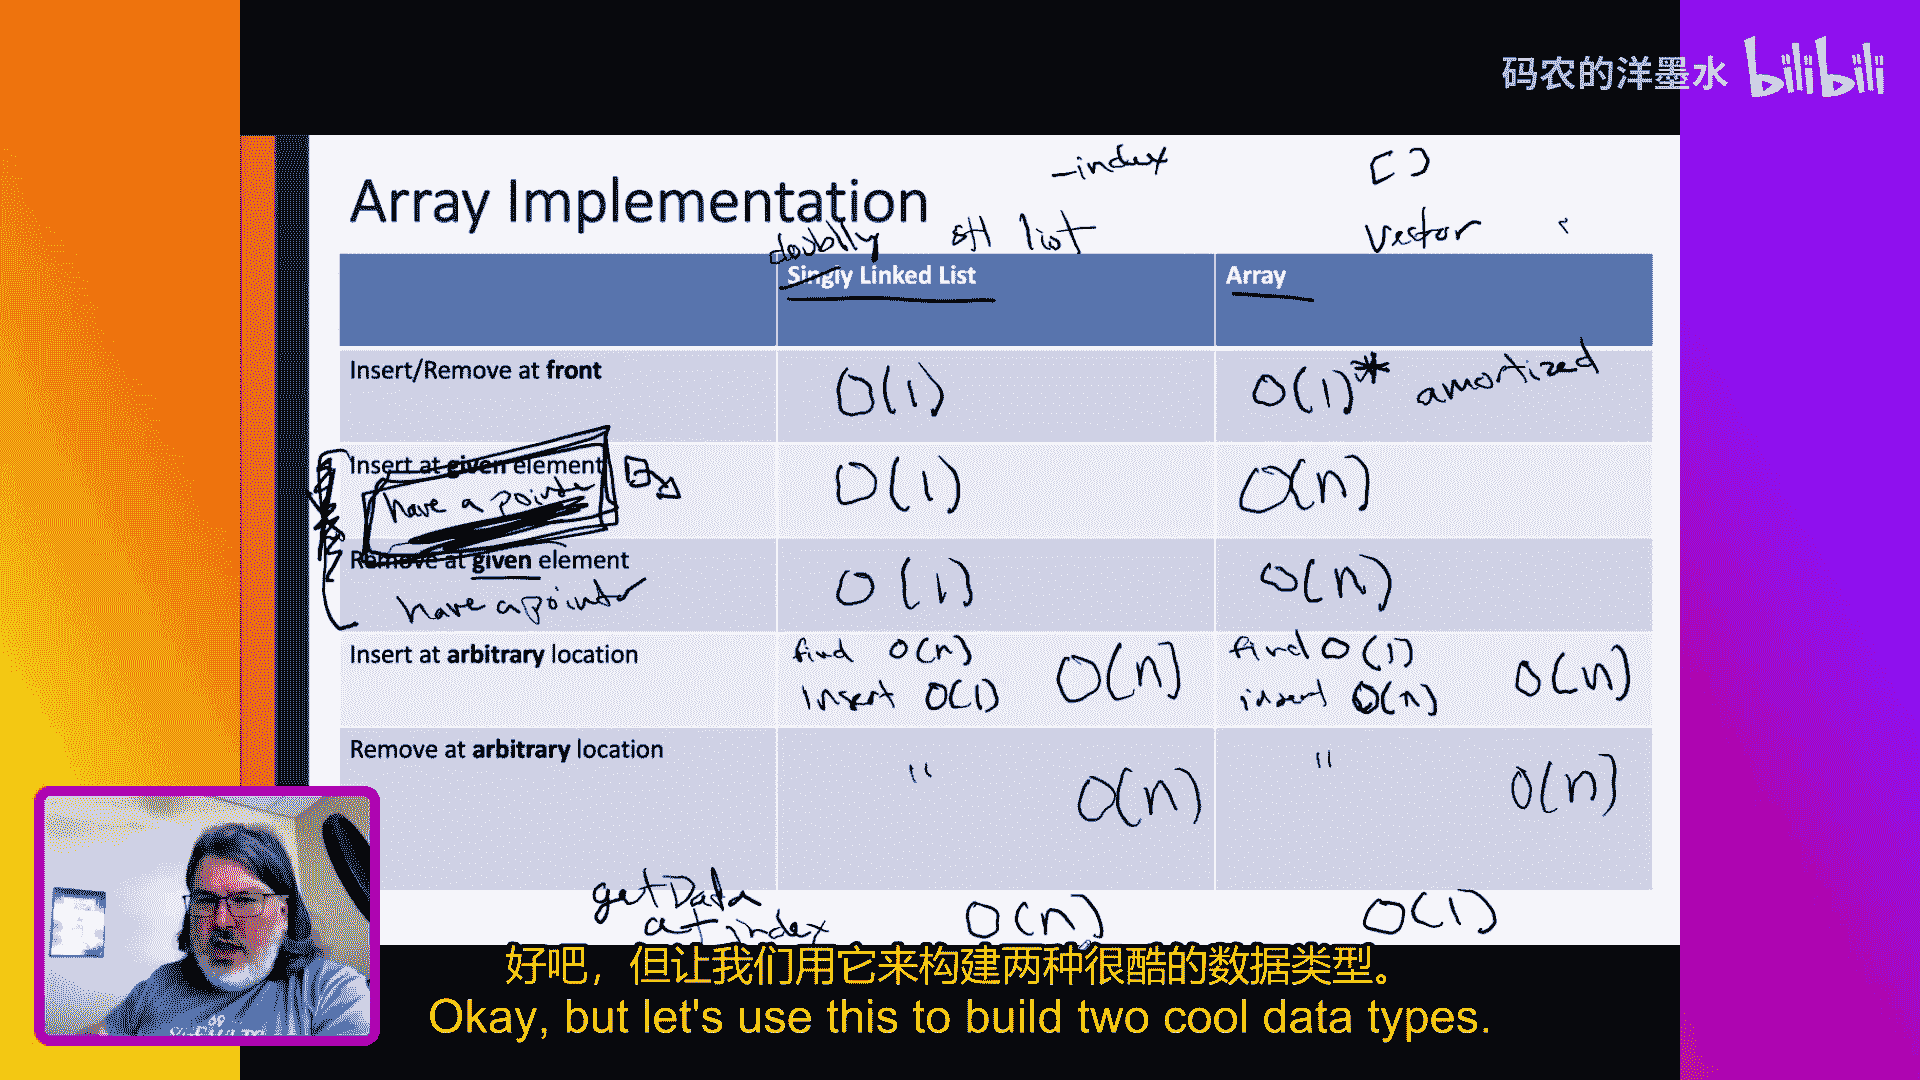 码农的洋墨水 bilibili
-index
[ ]
Array Implementation
doublly
stl list
vector
Singly Linked List
Array
Insert/Remove at front
O(1)
O(1)* amortized
Insert at given element
have a pointer
O(1)
O(n)
Remove at given element
have a pointer
O(1)
O(n)
Insert at arbitrary location
find O(n)
insert O(1)
O(n)
find O(1)
insert O(n)
O(n)
Remove at arbitrary location
"
O(n)
"
O(n)
getData
at index
O(n)
O(1)
好吧，但让我们用它来构建两种很酷的数据类型。
Okay, but let's use this to build two cool data types.